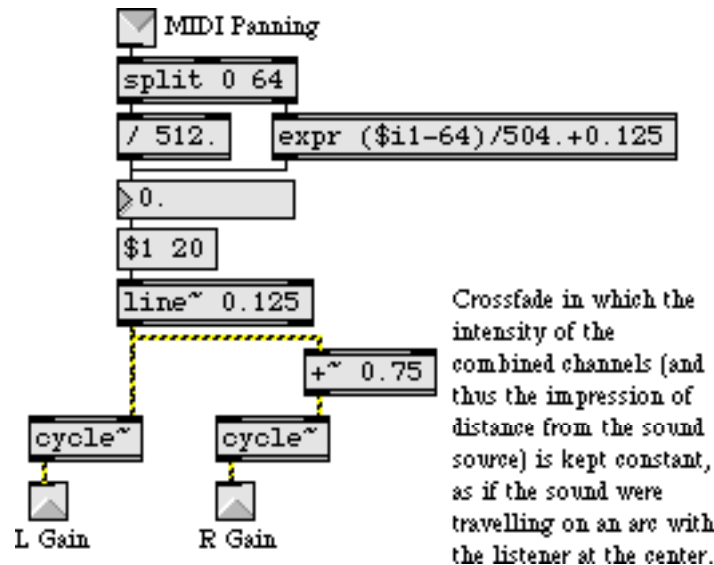 MIDI Panning
split 0 64
/ 512.
expr ($i1-64)/504.+0.125
0.
$1 20
line~ 0.125
+~ 0.75
cycle~
cycle~
L Gain
R Gain
Crossfade in which the
intensity of the
combined channels (and
thus the impression of
distance from the sound
source) is kept constant,
as if the sound were
travelling on an arc with
the listener at the center.